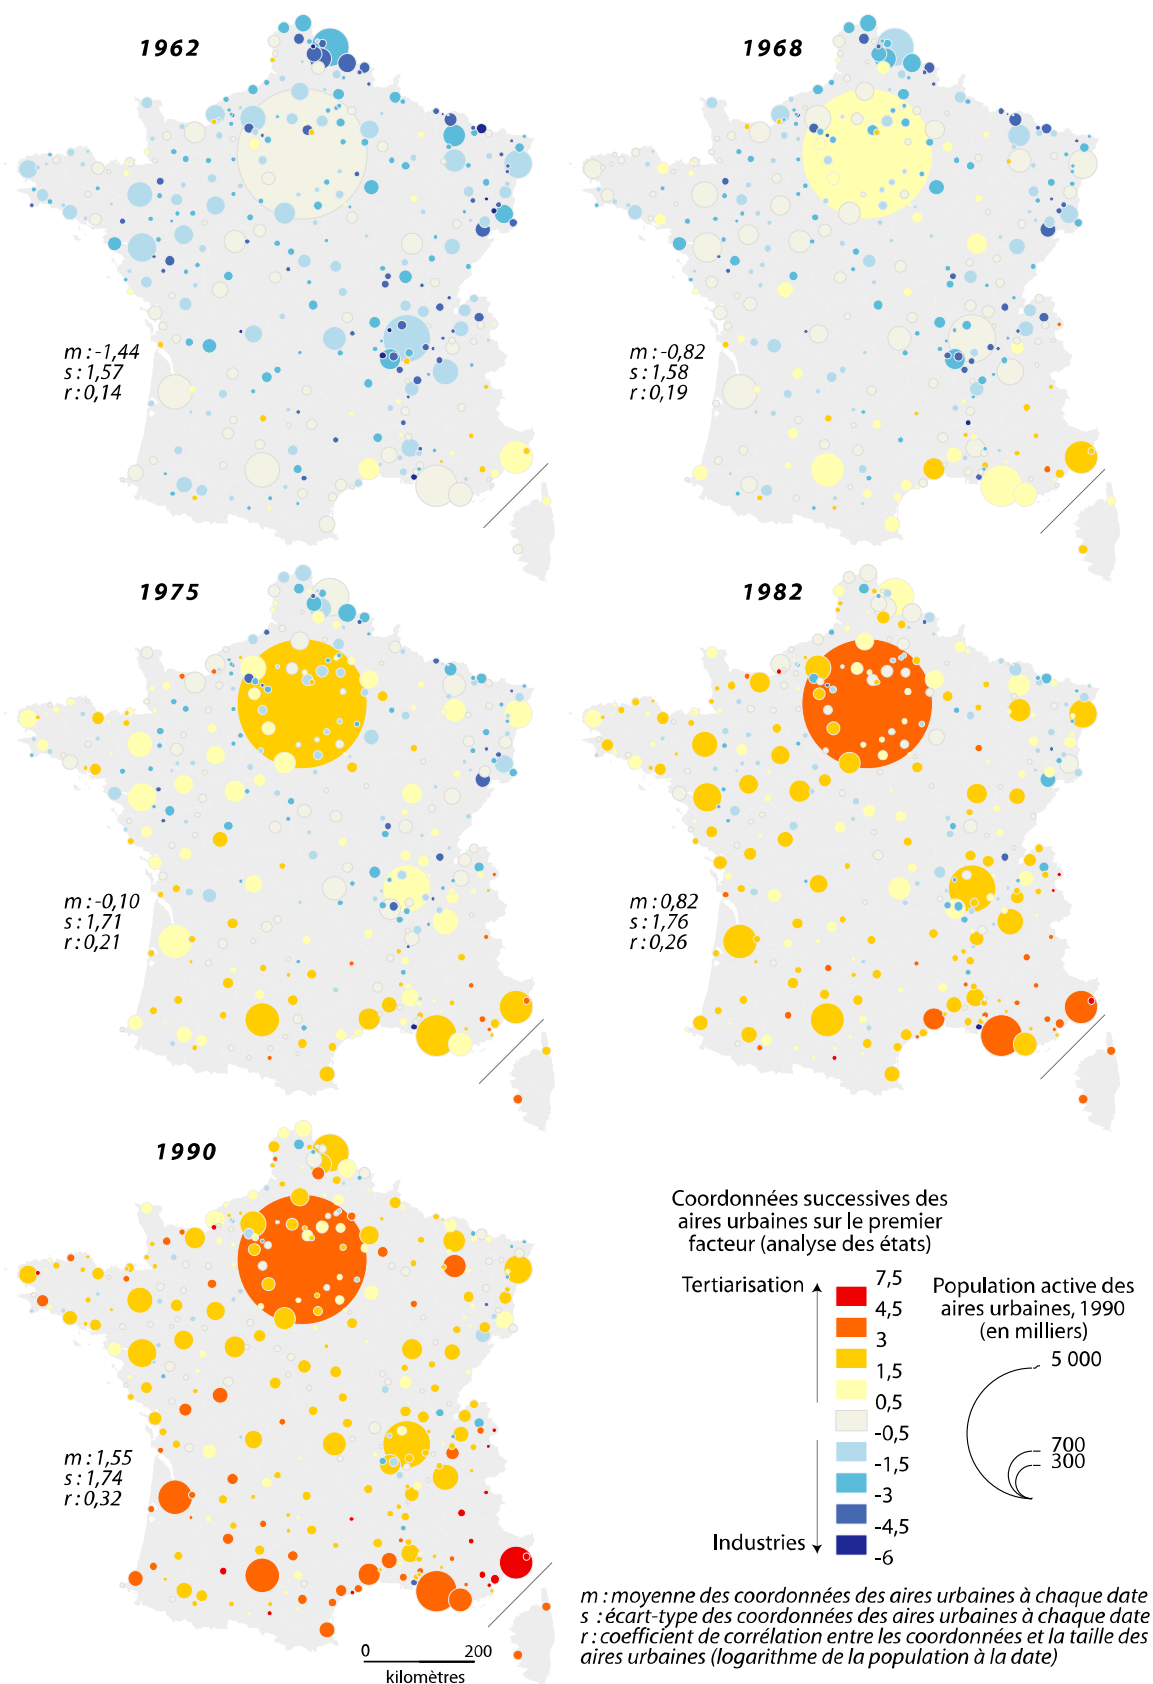 1962
m : -1,44
s : 1,57
r : 0,14
1968
m : -0,82
s : 1,58
r : 0,19
1975
m : -0,10
s : 1,71
r : 0,21
1982
m : 0,82
s : 1,76
r : 0,26
1990
m : 1,55
s : 1,74
r : 0,32
0 200
kilomètres
Coordonnées successives des
aires urbaines sur le premier
facteur (analyse des états)
Tertiarisation
7,5
4,5
3
1,5
0,5
-0,5
-1,5
-3
-4,5
-6
Industries
Population active des
aires urbaines, 1990
(en milliers)
5 000
700
300
m : moyenne des coordonnées des aires urbaines à chaque date
s : écart-type des coordonnées des aires urbaines à chaque date
r : coefficient de corrélation entre les coordonnées et la taille des
aires urbaines (logarithme de la population à la date)